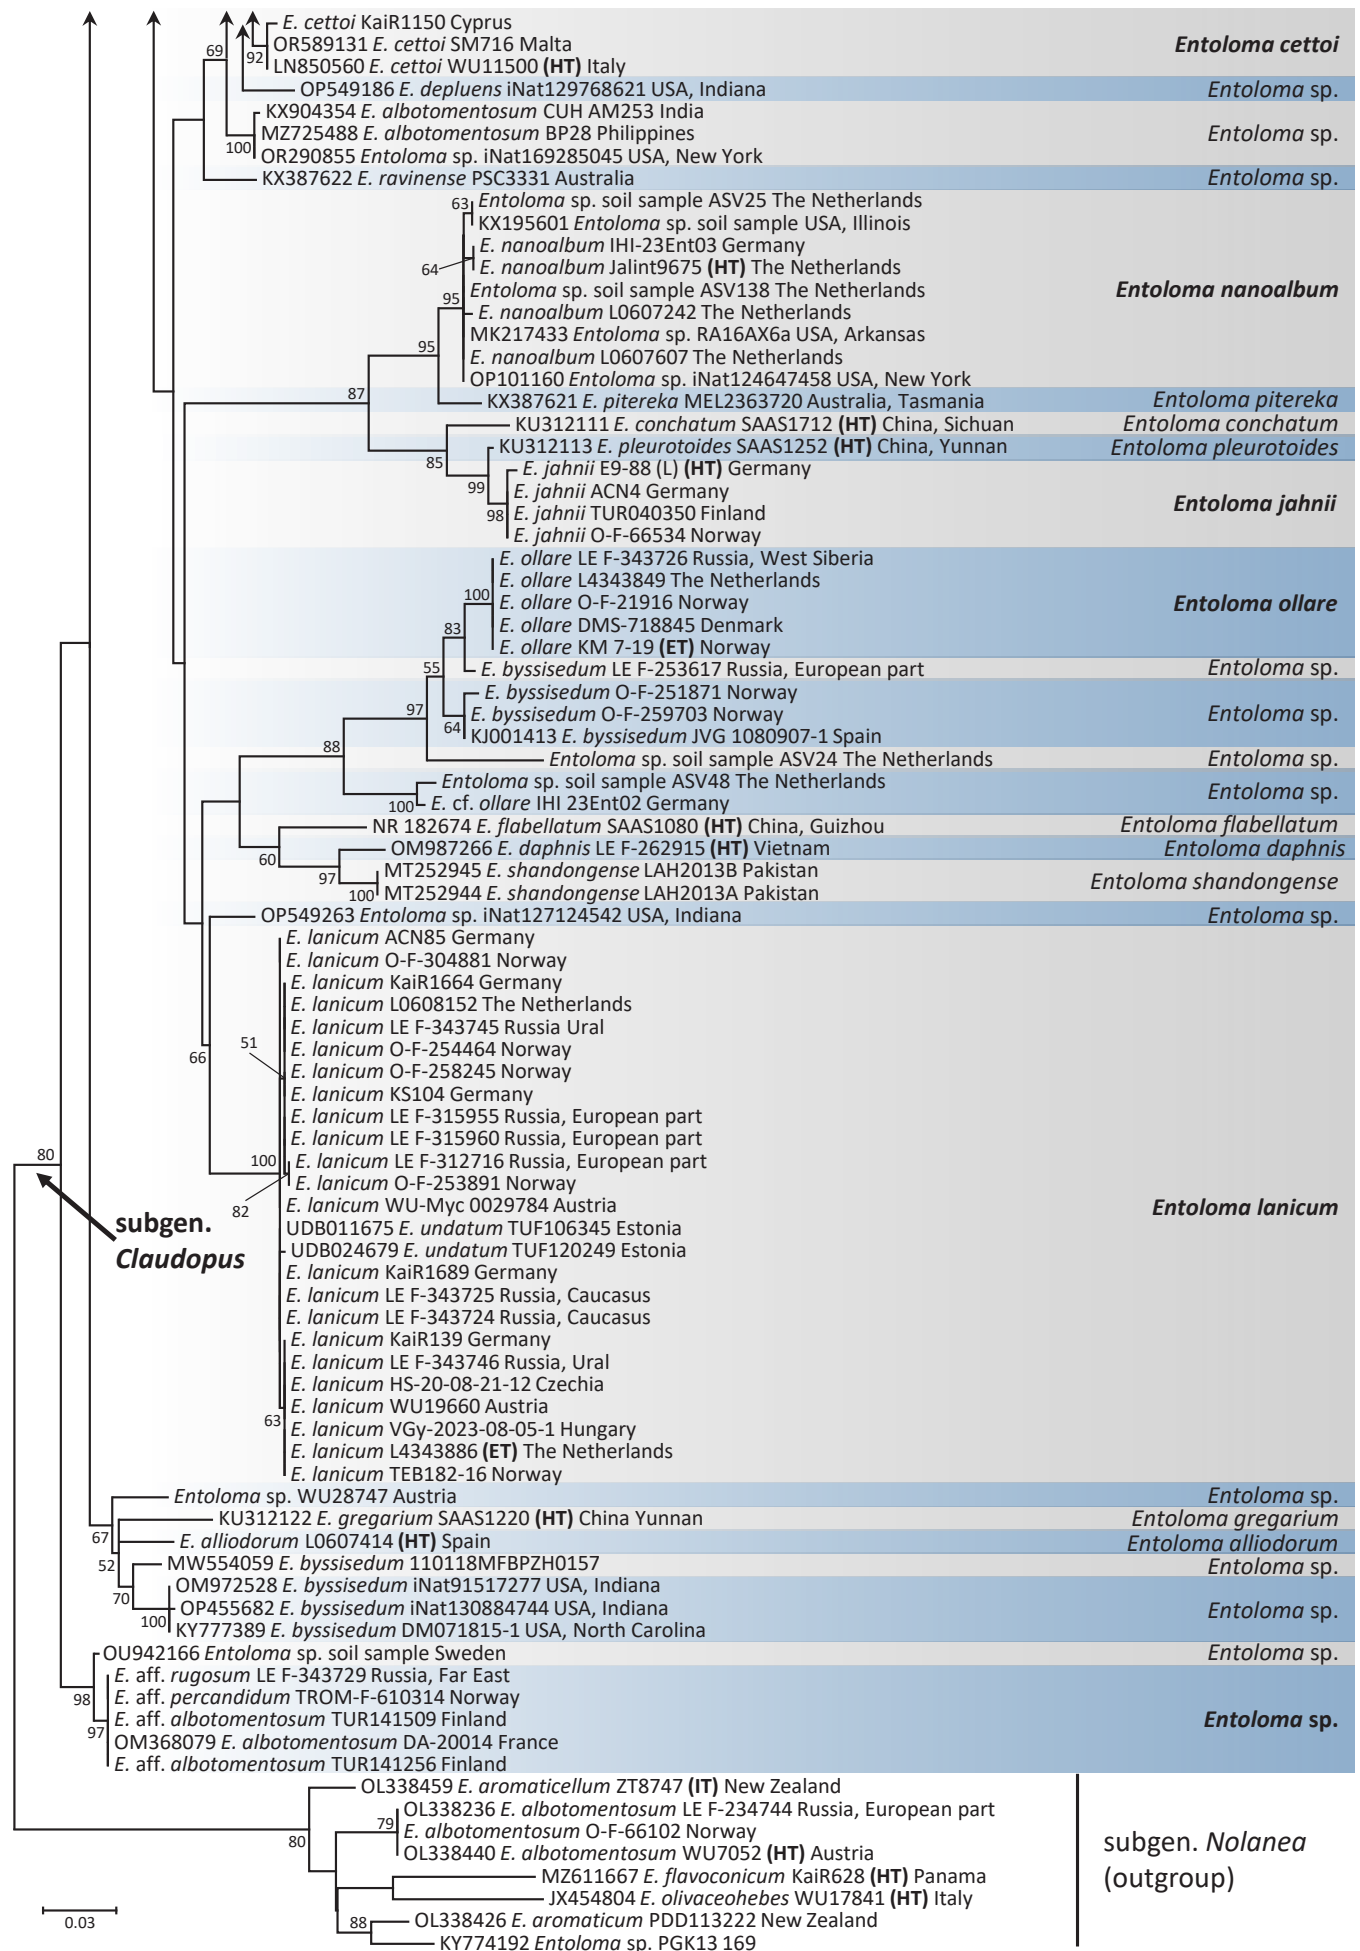 E. cettoi KaiR1150 Cyprus
69
OR589131 E. cettoi SM716 Malta
Entoloma cettoi
92
LN850560 E. cettoi WU11500 (HT) Italy
OP549186 E. depluens iNat129768621 USA, Indiana
Entoloma sp.
KX904354 E. albotomentosum CUH AM253 India
MZ725488 E. albotomentosum BP28 Philippines
Entoloma sp.
100
OR290855 Entoloma sp. iNat169285045 USA, New York
KX387622 E. ravinense PSC3331 Australia
Entoloma sp.
63
Entoloma sp. soil sample ASV25 The Netherlands
KX195601 Entoloma sp. soil sample USA, Illinois
E. nanoalbum IHI-23Ent03 Germany
64
E. nanoalbum Jalint9675 (HT) The Netherlands
95
Entoloma sp. soil sample ASV138 The Netherlands
Entoloma nanoalbum
E. nanoalbum L0607242 The Netherlands
MK217433 Entoloma sp. RA16AX6a USA, Arkansas
95
E. nanoalbum L0607607 The Netherlands
OP101160 Entoloma sp. iNat124647458 USA, New York
87
KX387621 E. pitereka MEL2363720 Australia, Tasmania
Entoloma pitereka
KU312111 E. conchatum SAAS1712 (HT) China, Sichuan
Entoloma conchatum
KU312113 E. pleurotoides SAAS1252 (HT) China, Yunnan
Entoloma pleurotoides
85
E. jahnii E9-88 (L) (HT) Germany
99
E. jahnii ACN4 Germany
Entoloma jahnii
98
E. jahnii TUR040350 Finland
E. jahnii O-F-66534 Norway
E. ollare LE F-343726 Russia, West Siberia
E. ollare L4343849 The Netherlands
100
E. ollare O-F-21916 Norway
Entoloma ollare
83
E. ollare DMS-718845 Denmark
E. ollare KM 7-19 (ET) Norway
55
E. byssisedum LE F-253617 Russia, European part
Entoloma sp.
E. byssisedum O-F-251871 Norway
97
E. byssisedum O-F-259703 Norway
Entoloma sp.
64
KJ001413 E. byssisedum JVG 1080907-1 Spain
88
Entoloma sp. soil sample ASV24 The Netherlands
Entoloma sp.
Entoloma sp. soil sample ASV48 The Netherlands
Entoloma sp.
100
E. cf. ollare IHI 23Ent02 Germany
NR 182674 E. flabellatum SAAS1080 (HT) China, Guizhou
Entoloma flabellatum
60
OM987266 E. daphnis LE F-262915 (HT) Vietnam
Entoloma daphnis
97
MT252945 E. shandongense LAH2013B Pakistan
Entoloma shandongense
100
MT252944 E. shandongense LAH2013A Pakistan
OP549263 Entoloma sp. iNat127124542 USA, Indiana
Entoloma sp.
E. lanicum ACN85 Germany
E. lanicum O-F-304881 Norway
E. lanicum KaiR1664 Germany
E. lanicum L0608152 The Netherlands
E. lanicum LE F-343745 Russia Ural
51
E. lanicum O-F-254464 Norway
66
E. lanicum O-F-258245 Norway
E. lanicum KS104 Germany
E. lanicum LE F-315955 Russia, European part
E. lanicum LE F-315960 Russia, European part
80
100
E. lanicum LE F-312716 Russia, European part
E. lanicum O-F-253891 Norway
82
E. lanicum WU-Myc 0029784 Austria
Entoloma lanicum
subgen.
UDB011675 E. undatum TUF106345 Estonia
Claudopus
UDB024679 E. undatum TUF120249 Estonia
E. lanicum KaiR1689 Germany
E. lanicum LE F-343725 Russia, Caucasus
E. lanicum LE F-343724 Russia, Caucasus
E. lanicum KaiR139 Germany
E. lanicum LE F-343746 Russia, Ural
E. lanicum HS-20-08-21-12 Czechia
E. lanicum WU19660 Austria
63
E. lanicum VGy-2023-08-05-1 Hungary
E. lanicum L4343886 (ET) The Netherlands
E. lanicum TEB182-16 Norway
Entoloma sp. WU28747 Austria
Entoloma sp.
KU312122 E. gregarium SAAS1220 (HT) China Yunnan
Entoloma gregarium
67
E. alliodorum L0607414 (HT) Spain
Entoloma alliodorum
52
MW554059 E. byssisedum 110118MFBPZH0157
Entoloma sp.
70
OM972528 E. byssisedum iNat91517277 USA, Indiana
OP455682 E. byssisedum iNat130884744 USA, Indiana
Entoloma sp.
100
KY777389 E. byssisedum DM071815-1 USA, North Carolina
OU942166 Entoloma sp. soil sample Sweden
Entoloma sp.
E. aff. rugosum LE F-343729 Russia, Far East
98
E. aff. percandidum TROM-F-610314 Norway
97
E. aff. albotomentosum TUR141509 Finland
Entoloma sp.
OM368079 E. albotomentosum DA-20014 France
E. aff. albotomentosum TUR141256 Finland
OL338459 E. aromaticellum ZT8747 (IT) New Zealand
OL338236 E. albotomentosum LE F-234744 Russia, European part
79
E. albotomentosum O-F-66102 Norway
80
OL338440 E. albotomentosum WU7052 (HT) Austria
subgen. Nolanea
MZ611667 E. flavoconicum KaiR628 (HT) Panama
(outgroup)
JX454804 E. olivaceohebes WU17841 (HT) Italy
0.03
88
OL338426 E. aromaticum PDD113222 New Zealand
KY774192 Entoloma sp. PGK13 169